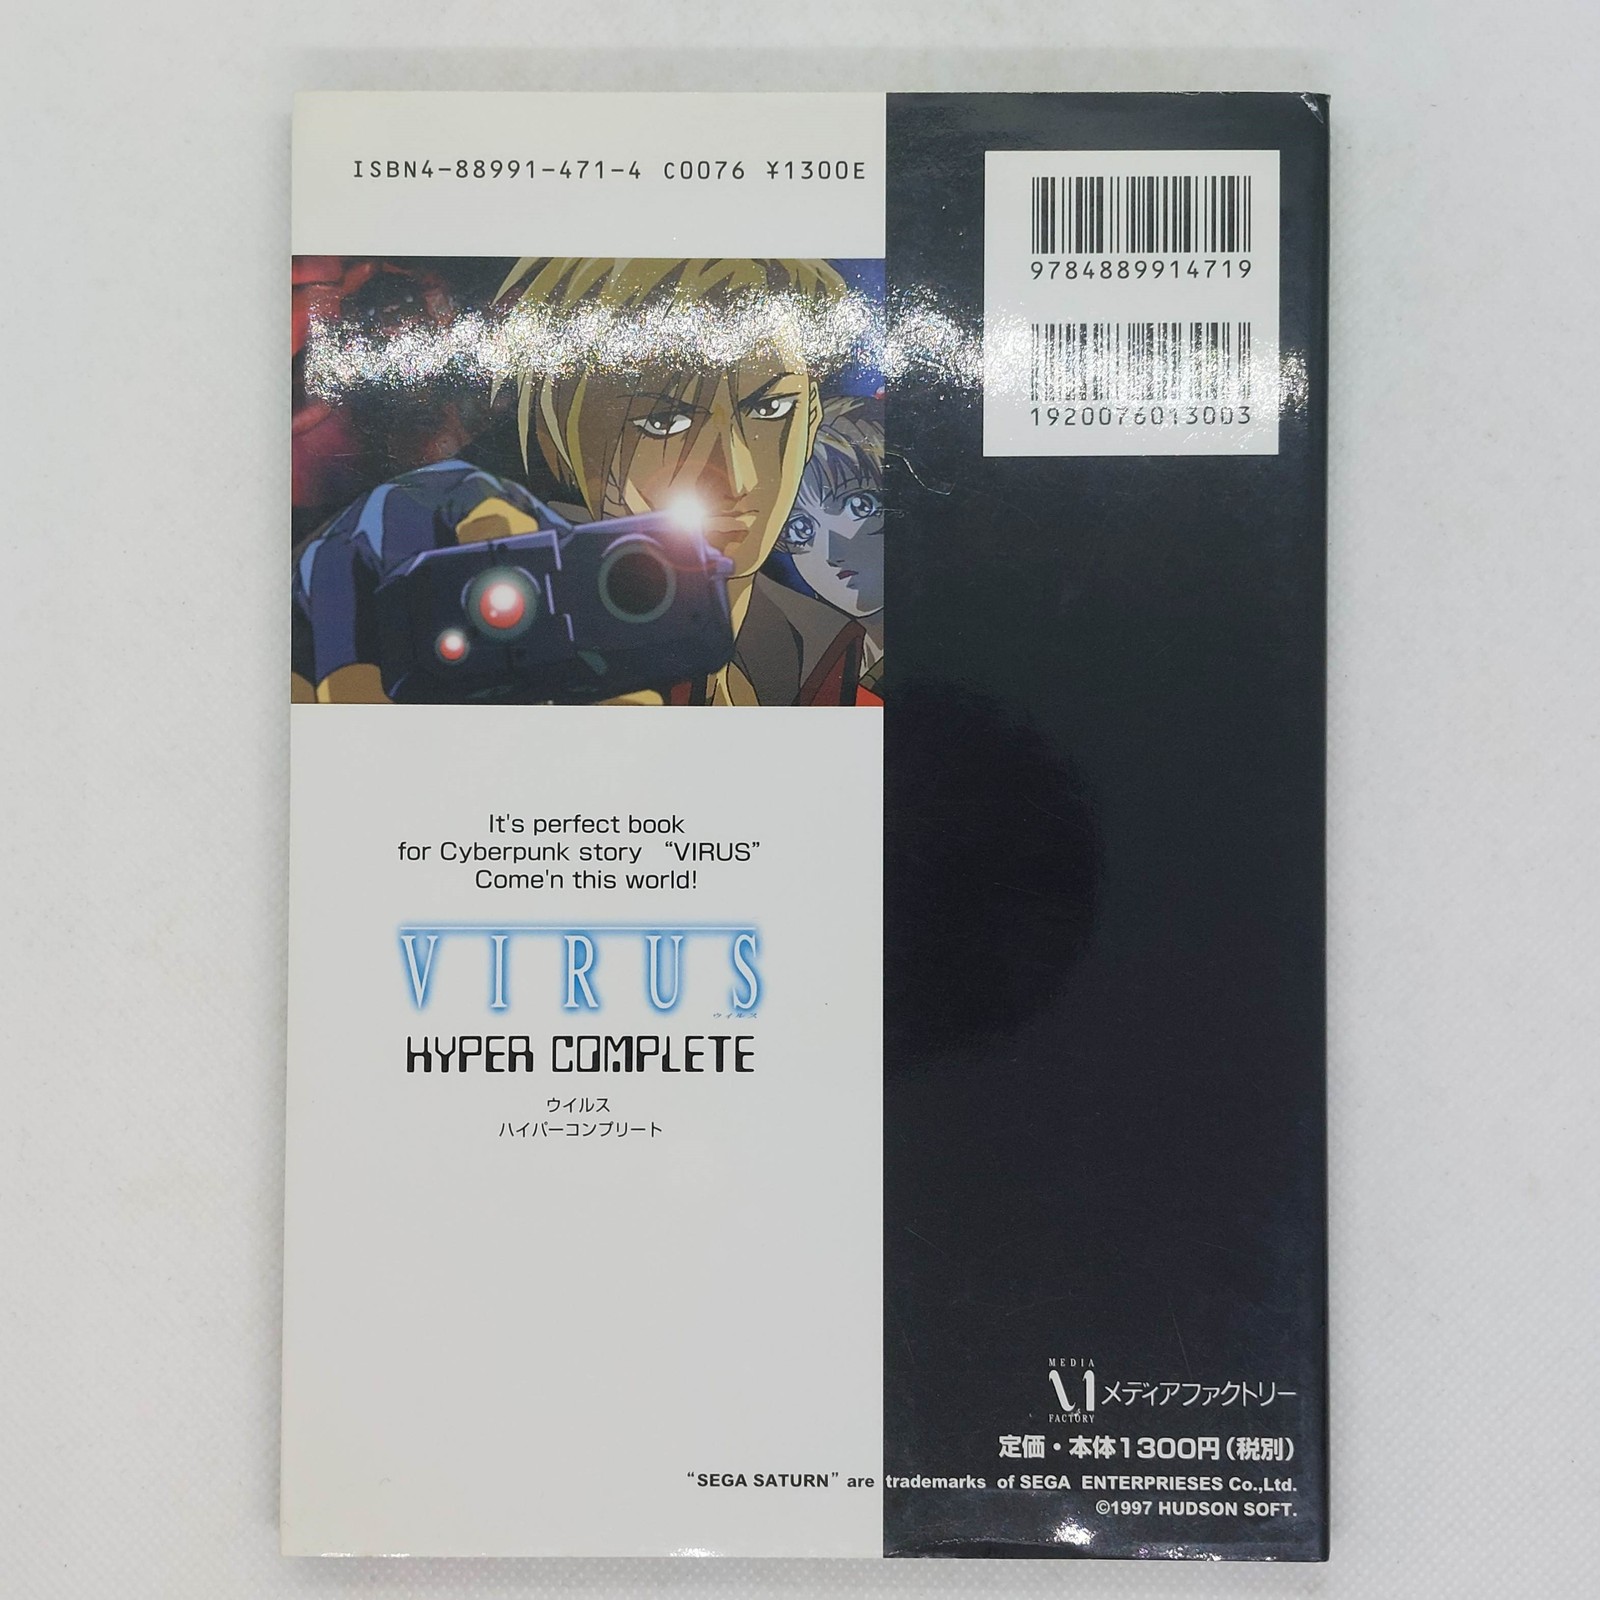 ISBN4-88991-471-4 C0076 ¥1300E
9784889914719
1920076013003
It's perfect book
for Cyberpunk story “VIRUS”
Come'n this world!
VIRUS
ウイルス
HYPER COMPLETE
ウイルス
ハイパーコンプリート
MEDIA
FACTORY
メディアファクトリー
定価・本体1300円(税別)
“SEGA SATURN” are trademarks of SEGA ENTERPRIESES Co.,Ltd.
©1997 HUDSON SOFT.